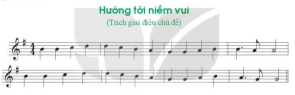 Hướng tới niềm vui
(Trích giai điệu chủ đề)